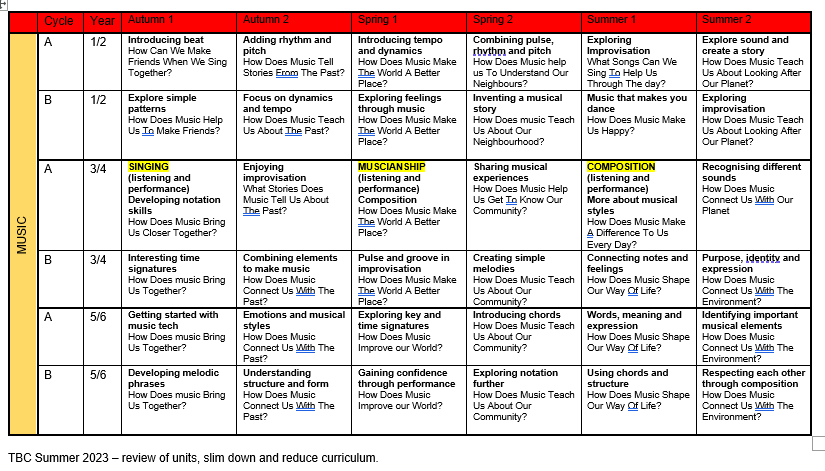 Cycle Year Autumn 1 Autumn 2 Spring 1 Spring 2 Summer 1 Summer 2
MUSIC
A 1/2
Introducing beat
How Can We Make
Friends When We Sing
Together?
Adding rhythm and
pitch
How Does Music Tell
Stories From The Past?
Introducing tempo
and dynamics
How Does Music Make
The World A Better
Place?
Combining pulse,
rhythm and pitch
How Does Music help
us To Understand Our
Neighbours?
Exploring
Improvisation
What Songs Can We
Sing To Help Us
Through The day?
Explore sound and
create a story
How Does Music Teach
Us About Looking After
Our Planet?
B 1/2
Explore simple
patterns
How Does Music Help
Us To Make Friends?
Focus on dynamics
and tempo
How Does Music Teach
Us About The Past?
Exploring feelings
through music
How Does Music Make
The World A Better
Place?
Inventing a musical
story
How Does music Teach
Us About Our
Neighbourhood?
Music that makes you
dance
How Does Music Make
Us Happy?
Exploring
improvisation
How Does Music Teach
Us About Looking After
Our Planet?
A 3/4
SINGING
(listening and
performance)
Developing notation
skills
How Does Music Bring
Us Closer Together?
Enjoying
improvisation
What Stories Does
Music Tell Us About
The Past?
MUSCIANSHIP
(listening and
performance)
Composition
How Does Music Make
The World A Better
Place?
Sharing musical
experiences
How Does Music Help
Us Get To Know Our
Community?
COMPOSITION
(listening and
performance)
More about musical
styles
How Does Music Make
A Difference To Us
Every Day?
Recognising different
sounds
How Does Music
Connect Us With Our
Planet
B 3/4
Interesting time
signatures
How Does music Bring
Us Together?
Combining elements
to make music
How Does Music
Connect Us With The
Past?
Pulse and groove in
improvisation
How Does Music Make
The World A Better
Place?
Creating simple
melodies
How Does Music Teach
Us About Our
Community?
Connecting notes and
feelings
How Does Music Shape
Our Way Of Life?
Purpose, identity and
expression
How Does Music
Connect Us With The
Environment?
A 5/6
Getting started with
music tech
How Does music Bring
Us Together?
Emotions and musical
styles
How Does Music
Connect Us With The
Past?
Exploring key and
time signatures
How Does Music
Improve our World?
Introducing chords
How Does Music Teach
Us About Our
Community?
Words, meaning and
expression
How Does Music Shape
Our Way Of Life?
Identifying important
musical elements
How Does Music
Connect Us With The
Environment?
B 5/6
Developing melodic
phrases
How Does music Bring
Us Together?
Understanding
structure and form
How Does Music
Connect Us With The
Past?
Gaining confidence
through performance
How Does Music
Improve our World?
Exploring notation
further
How Does Music Teach
Us About Our
Community?
Using chords and
structure
How Does Music Shape
Our Way Of Life?
Respecting each other
through composition
How Does Music
Connect Us With The
Environment?
TBC Summer 2023 – review of units, slim down and reduce curriculum.